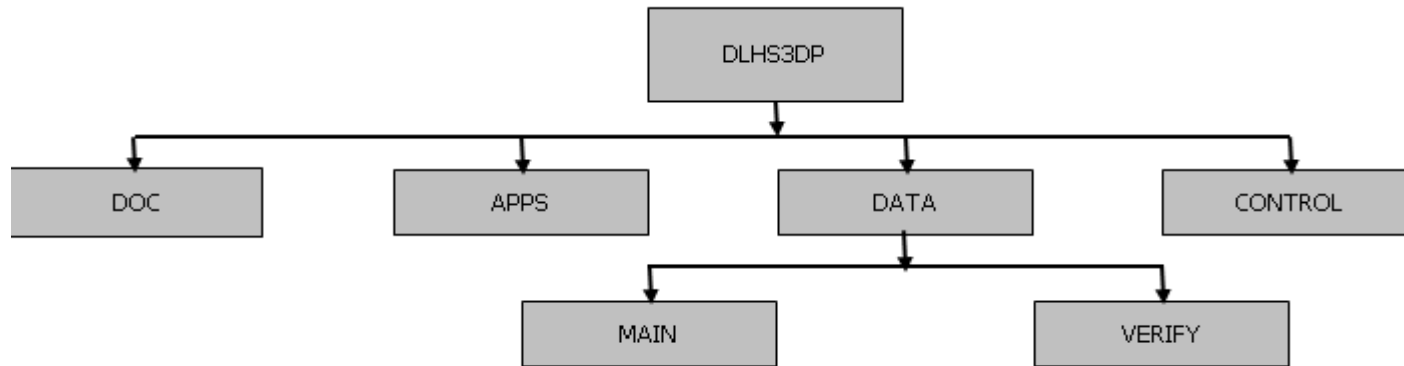 DLHS3DP
DOC
APPS
DATA
CONTROL
MAIN
VERIFY